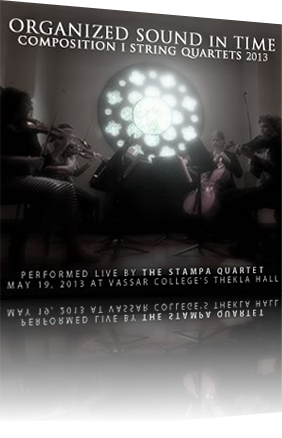 ORGANIZED SOUND IN TIME
COMPOSITION I STRING QUARTETS 2013
PERFORMED LIVE BY THE STAMPA QUARTET
MAY 19, 2013 AT VASSAR COLLEGE'S THEKLA HALL